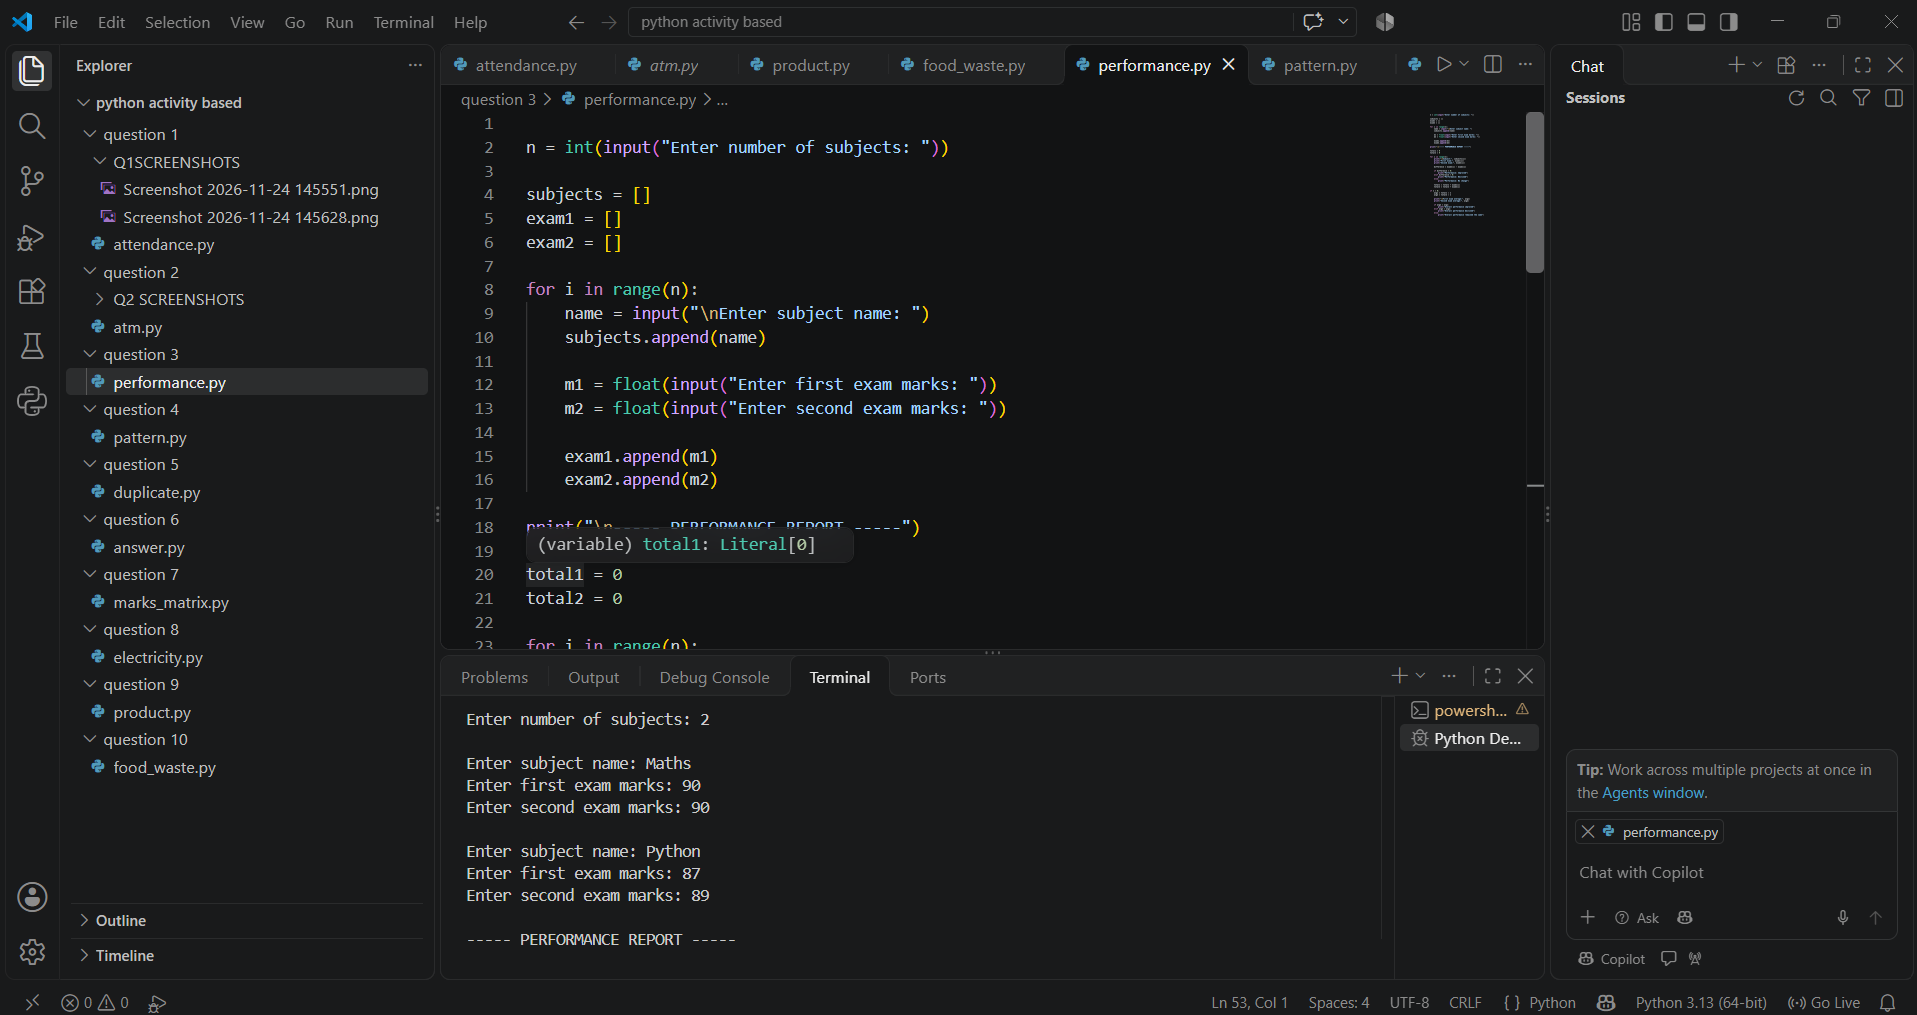 File Edit Selection View Go Run Terminal Help
python activity based
Explorer
python activity based
question 1
Q1SCREENSHOTS
Screenshot 2026-11-24 145551.png
Screenshot 2026-11-24 145628.png
attendance.py
question 2
Q2 SCREENSHOTS
atm.py
question 3
performance.py
question 4
pattern.py
question 5
duplicate.py
question 6
answer.py
question 7
marks_matrix.py
question 8
electricity.py
question 9
product.py
question 10
food_waste.py
Outline
Timeline
attendance.py atm.py product.py food_waste.py performance.py pattern.py
question 3 > performance.py > ...
1
2 n = int(input("Enter number of subjects: "))
3
4 subjects = []
5 exam1 = []
6 exam2 = []
7
8 for i in range(n):
9 name = input("\nEnter subject name: ")
10 subjects.append(name)
11
12 m1 = float(input("Enter first exam marks: "))
13 m2 = float(input("Enter second exam marks: "))
14
15 exam1.append(m1)
16 exam2.append(m2)
17
18 print("\n----- PERFORMANCE REPORT -----")
19
(variable) total1: Literal[0]
20 total1 = 0
21 total2 = 0
22
23 for i in range(n):
Problems Output Debug Console Terminal Ports
Enter number of subjects: 2
Enter subject name: Maths
Enter first exam marks: 90
Enter second exam marks: 90
Enter subject name: Python
Enter first exam marks: 87
Enter second exam marks: 89
----- PERFORMANCE REPORT -----
powersh...
Python De...
Chat
Sessions
Tip: Work across multiple projects at once in
the Agents window.
performance.py
Chat with Copilot
Ask
Copilot
0 0
Ln 53, Col 1 Spaces: 4 UTF-8 CRLF { } Python Python 3.13 (64-bit) Go Live